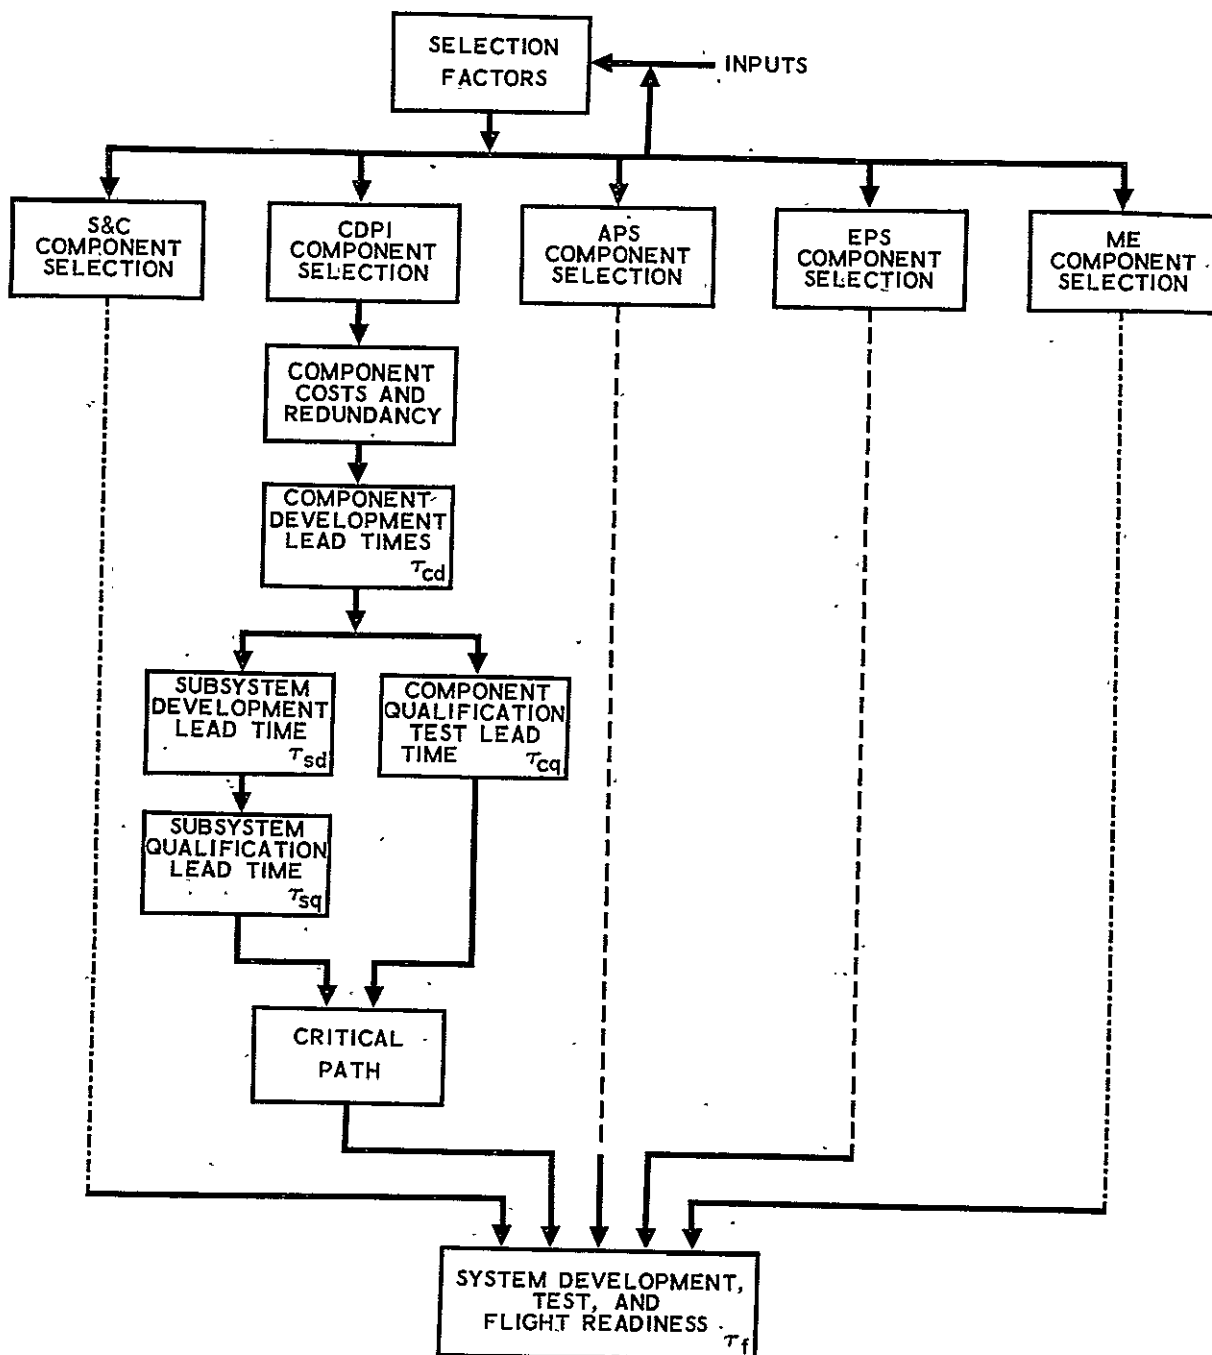 SELECTION
FACTORS
INPUTS
S&C
COMPONENT
SELECTION
CDPI
COMPONENT
SELECTION
APS
COMPONENT
SELECTION
EPS
COMPONENT
SELECTION
ME
COMPONENT
SELECTION
COMPONENT
COSTS AND
REDUNDANCY
COMPONENT
DEVELOPMENT
LEAD TIMES
τcd
SUBSYSTEM
DEVELOPMENT
LEAD TIME
τsd
COMPONENT
QUALIFICATION
TEST LEAD
TIME τcq
SUBSYSTEM
QUALIFICATION
LEAD TIME
τsq
CRITICAL
PATH
SYSTEM DEVELOPMENT,
TEST, AND
FLIGHT READINESS
τf